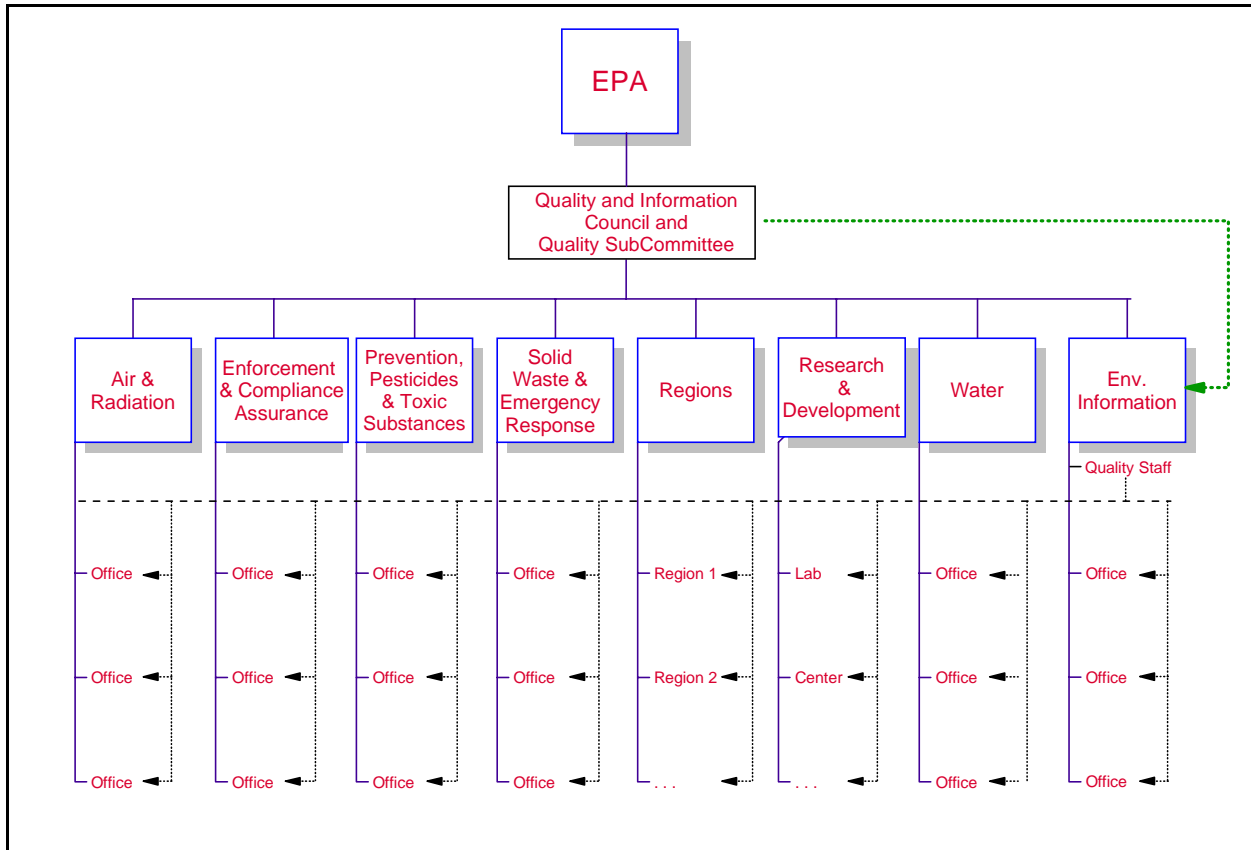 EPA
Quality and Information
Council and
Quality SubCommittee
Air &
Radiation
Enforcement
& Compliance
Assurance
Prevention,
Pesticides
& Toxic
Substances
Solid
Waste &
Emergency
Response
Regions
Research
&
Development
Water
Env.
Information
Quality Staff
Office
Office
Office
Office
Region 1
Lab
Office
Office
Office
Office
Office
Office
Region 2
Center
Office
Office
Office
Office
Office
Office
. . .
. . .
Office
Office